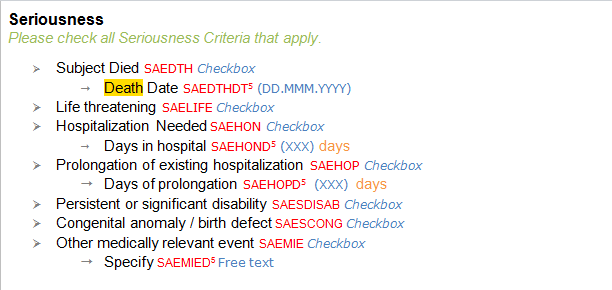 Seriousness
Please check all Seriousness Criteria that apply.
➢ Subject Died SAEDTH Checkbox
→ Death Date SAEDTHDT⁵ (DD.MMM.YYYY)
➢ Life threatening SAELIFE Checkbox
➢ Hospitalization Needed SAEHON Checkbox
→ Days in hospital SAEHOND⁵ (XXX) days
➢ Prolongation of existing hospitalization SAEHOP Checkbox
→ Days of prolongation SAEHOPD⁵ (XXX) days
➢ Persistent or significant disability SAESDISAB Checkbox
➢ Congenital anomaly / birth defect SAESCONG Checkbox
➢ Other medically relevant event SAEMIE Checkbox
→ Specify SAEMIED⁵ Free text